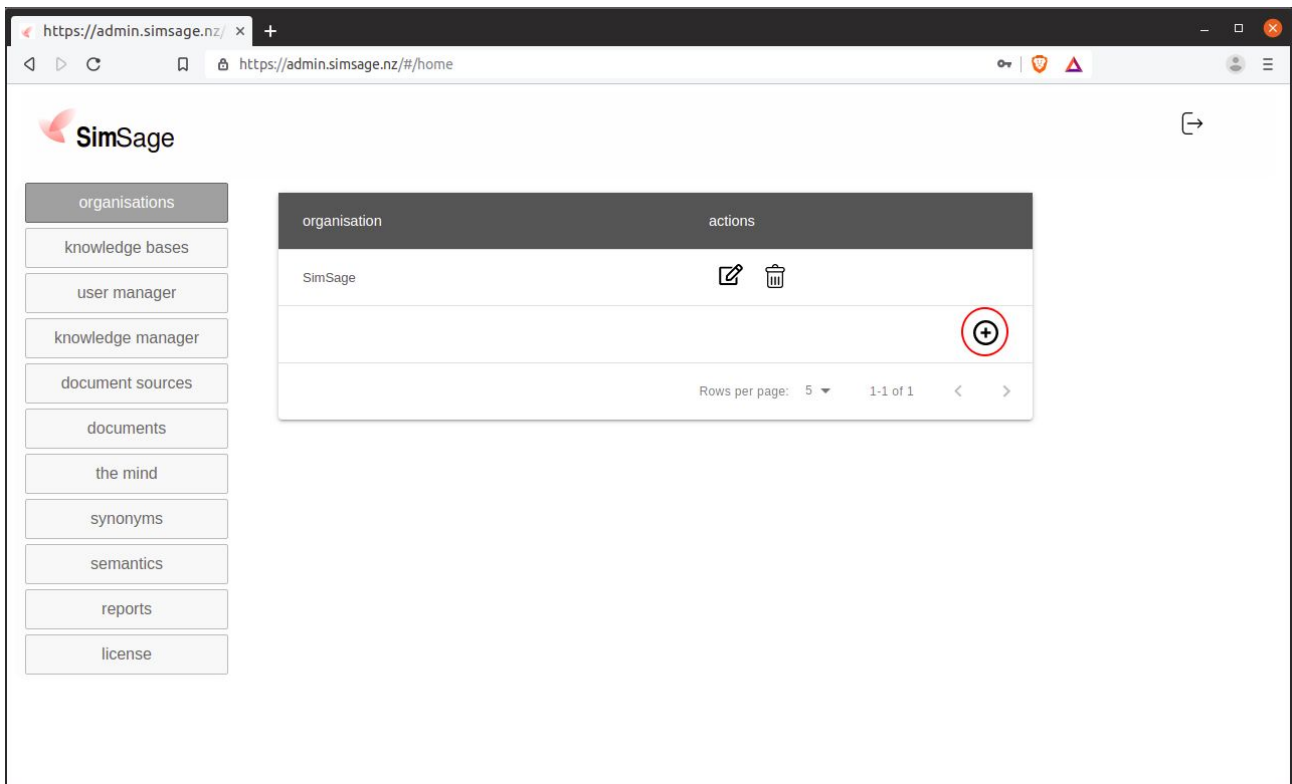 https://admin.simsage.nz/
https://admin.simsage.nz/#/home
SimSage
organisations
knowledge bases
user manager
knowledge manager
document sources
documents
the mind
synonyms
semantics
reports
license
organisation actions
SimSage
Rows per page: 5 1-1 of 1